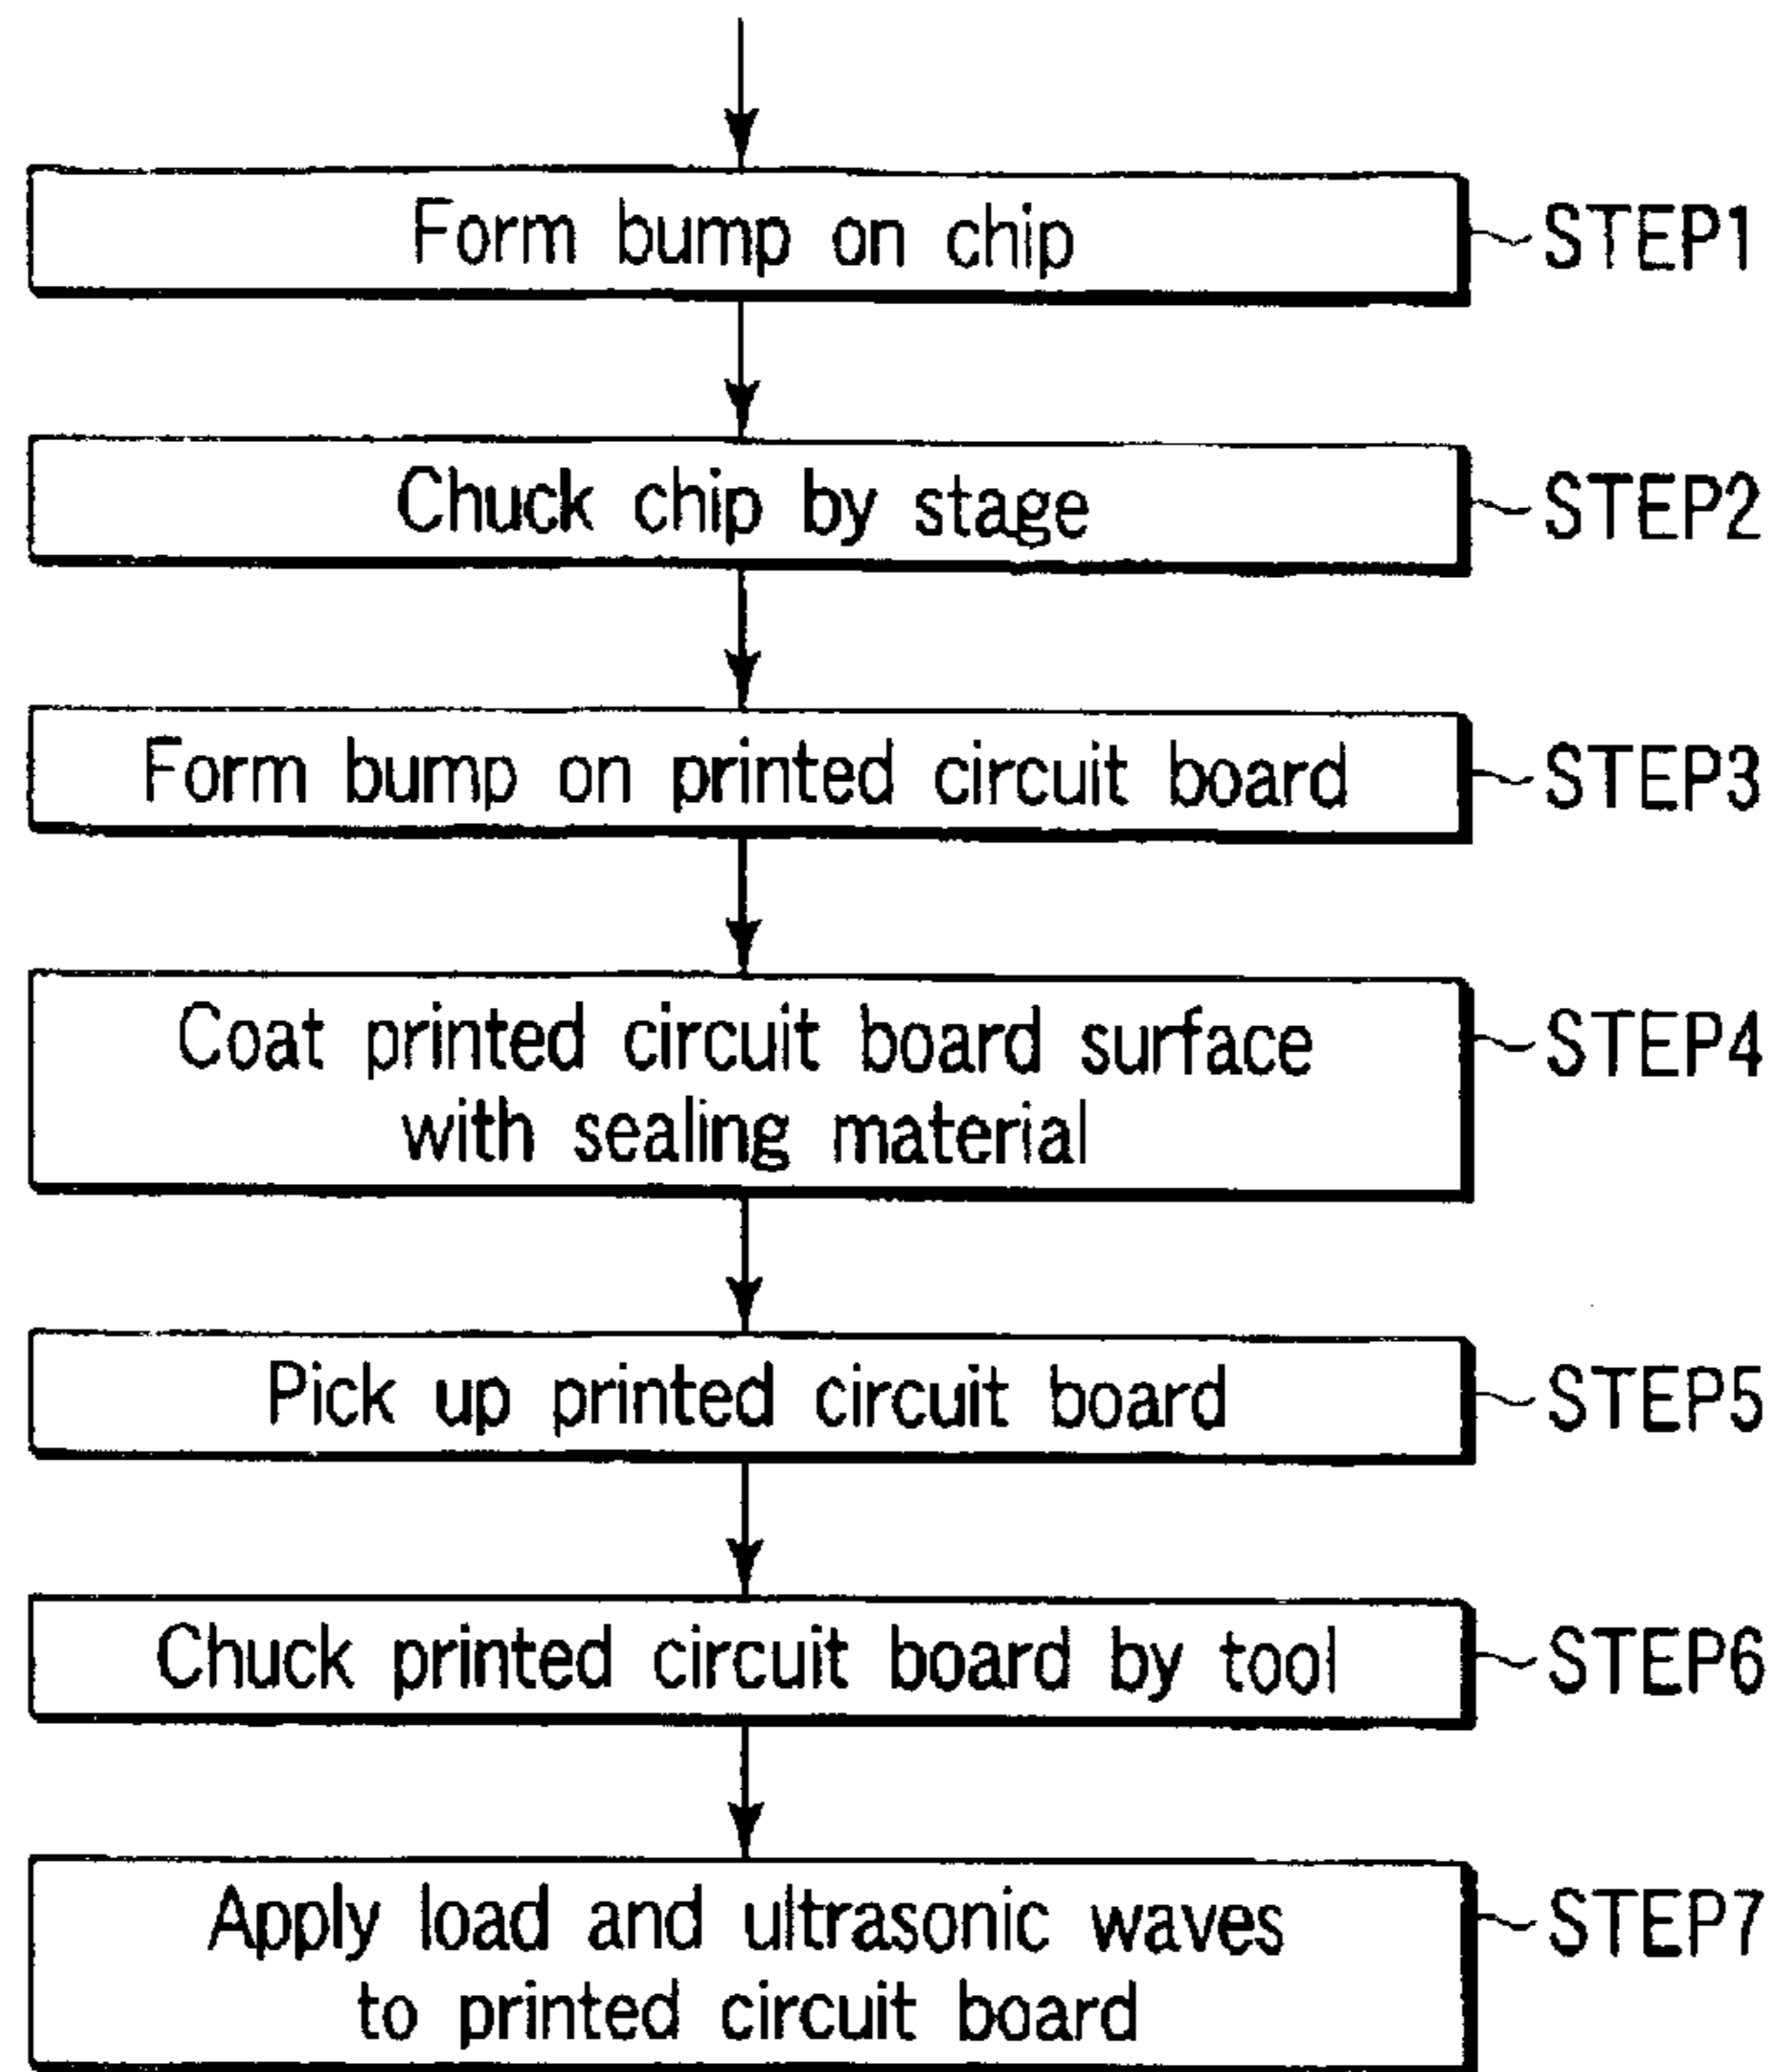 Form bump on chip
STEP1
Chuck chip by stage
STEP2
Form bump on printed circuit board
STEP3
Coat printed circuit board surface
with sealing material
STEP4
Pick up printed circuit board
STEP5
Chuck printed circuit board by tool
STEP6
Apply load and ultrasonic waves
to printed circuit board
STEP7